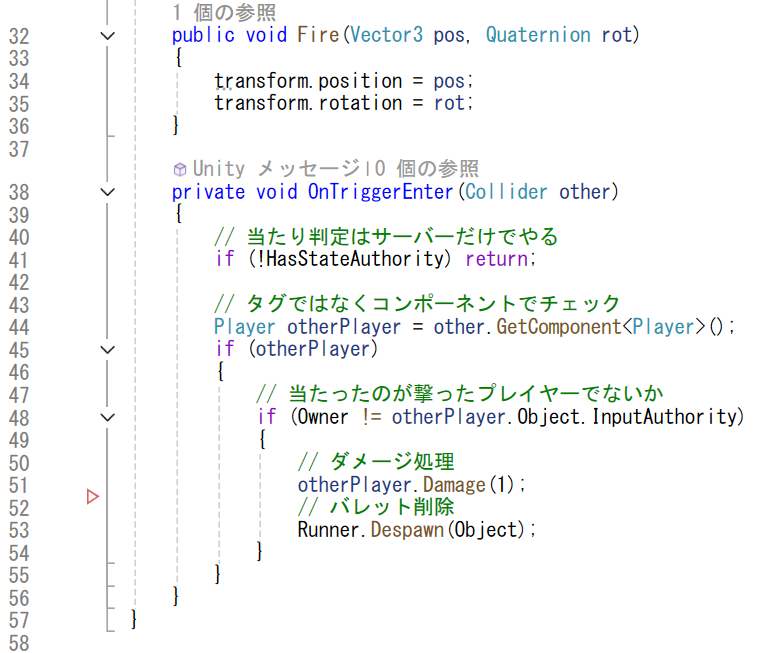 1 個の参照
32 public void Fire(Vector3 pos, Quaternion rot)
33 {
34 transform.position = pos;
35 transform.rotation = rot;
36 }
37
Unity メッセージ|0 個の参照
38 private void OnTriggerEnter(Collider other)
39 {
40 // 当たり判定はサーバーだけでやる
41 if (!HasStateAuthority) return;
42
43 // タグではなくコンポーネントでチェック
44 Player otherPlayer = other.GetComponent<Player>();
45 if (otherPlayer)
46 {
47 // 当たったのが撃ったプレイヤーでないか
48 if (Owner != otherPlayer.Object.InputAuthority)
49 {
50 // ダメージ処理
51 otherPlayer.Damage(1);
52 // バレット削除
53 Runner.Despawn(Object);
54 }
55 }
56 }
57 }
58